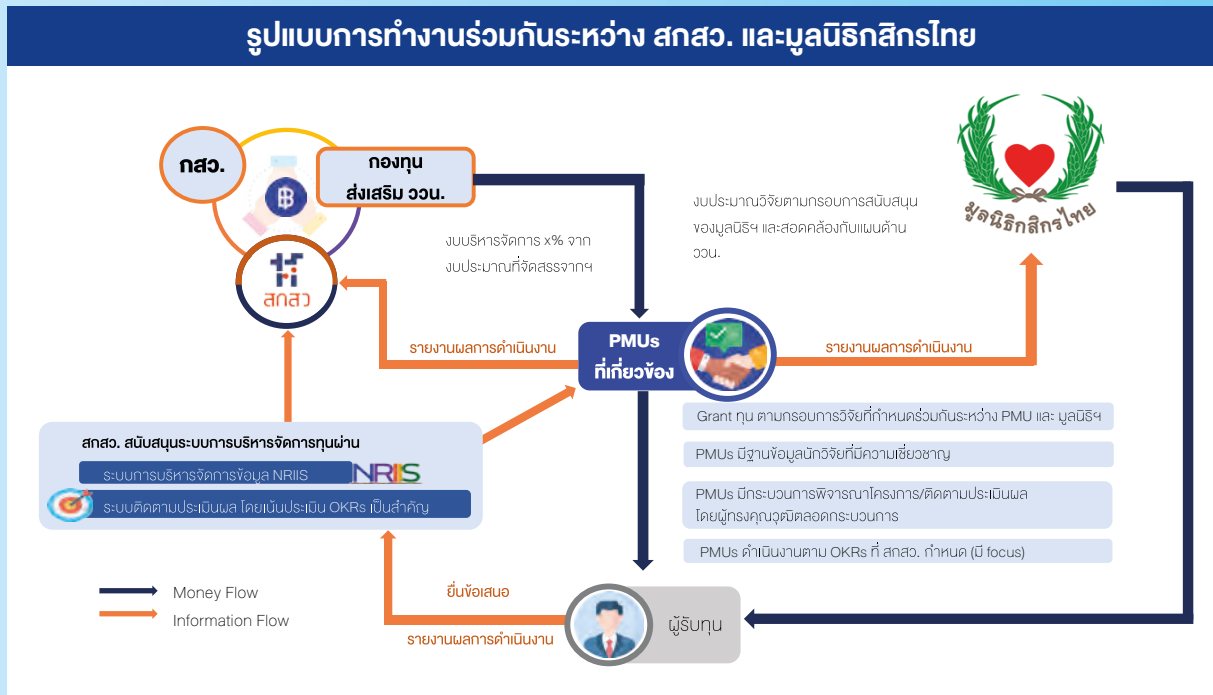 รูปแบบการทำงานร่วมกันระหว่าง สกสว. และมูลนิธิกสิกรไทย
กสว.
กองทุน
ส่งเสริม ววน.
สกสว
งบบริหารจัดการ x% จาก
งบประมาณที่จัดสรรจากฯ
งบประมาณวิจัยตามกรอบการสนับสนุน
ของมูลนิธิฯ และสอดคล้องกับแผนด้าน
ววน.
มูลนิธิกสิกรไทย
รายงานผลการดำเนินงาน
PMUs
ที่เกี่ยวข้อง
รายงานผลการดำเนินงาน
Grant ทุน ตามกรอบการวิจัยที่กำหนดร่วมกันระหว่าง PMU และ มูลนิธิฯ
PMUs มีฐานข้อมูลนักวิจัยที่มีความเชี่ยวชาญ
PMUs มีกระบวนการพิจารณาโครงการ/ติดตามประเมินผล
โดยผู้ทรงคุณวุฒิตลอดกระบวนการ
PMUs ดำเนินงานตาม OKRs ที่ สกสว. กำหนด (มี focus)
สกสว. สนับสนุนระบบการบริหารจัดการทุนผ่าน
ระบบการบริหารจัดการข้อมูล NRIIS
NRIIS
ระบบติดตามประเมินผล โดยเน้นประเมิน OKRs เป็นสำคัญ
Money Flow
Information Flow
ยื่นข้อเสนอ
รายงานผลการดำเนินงาน
ผู้รับทุน